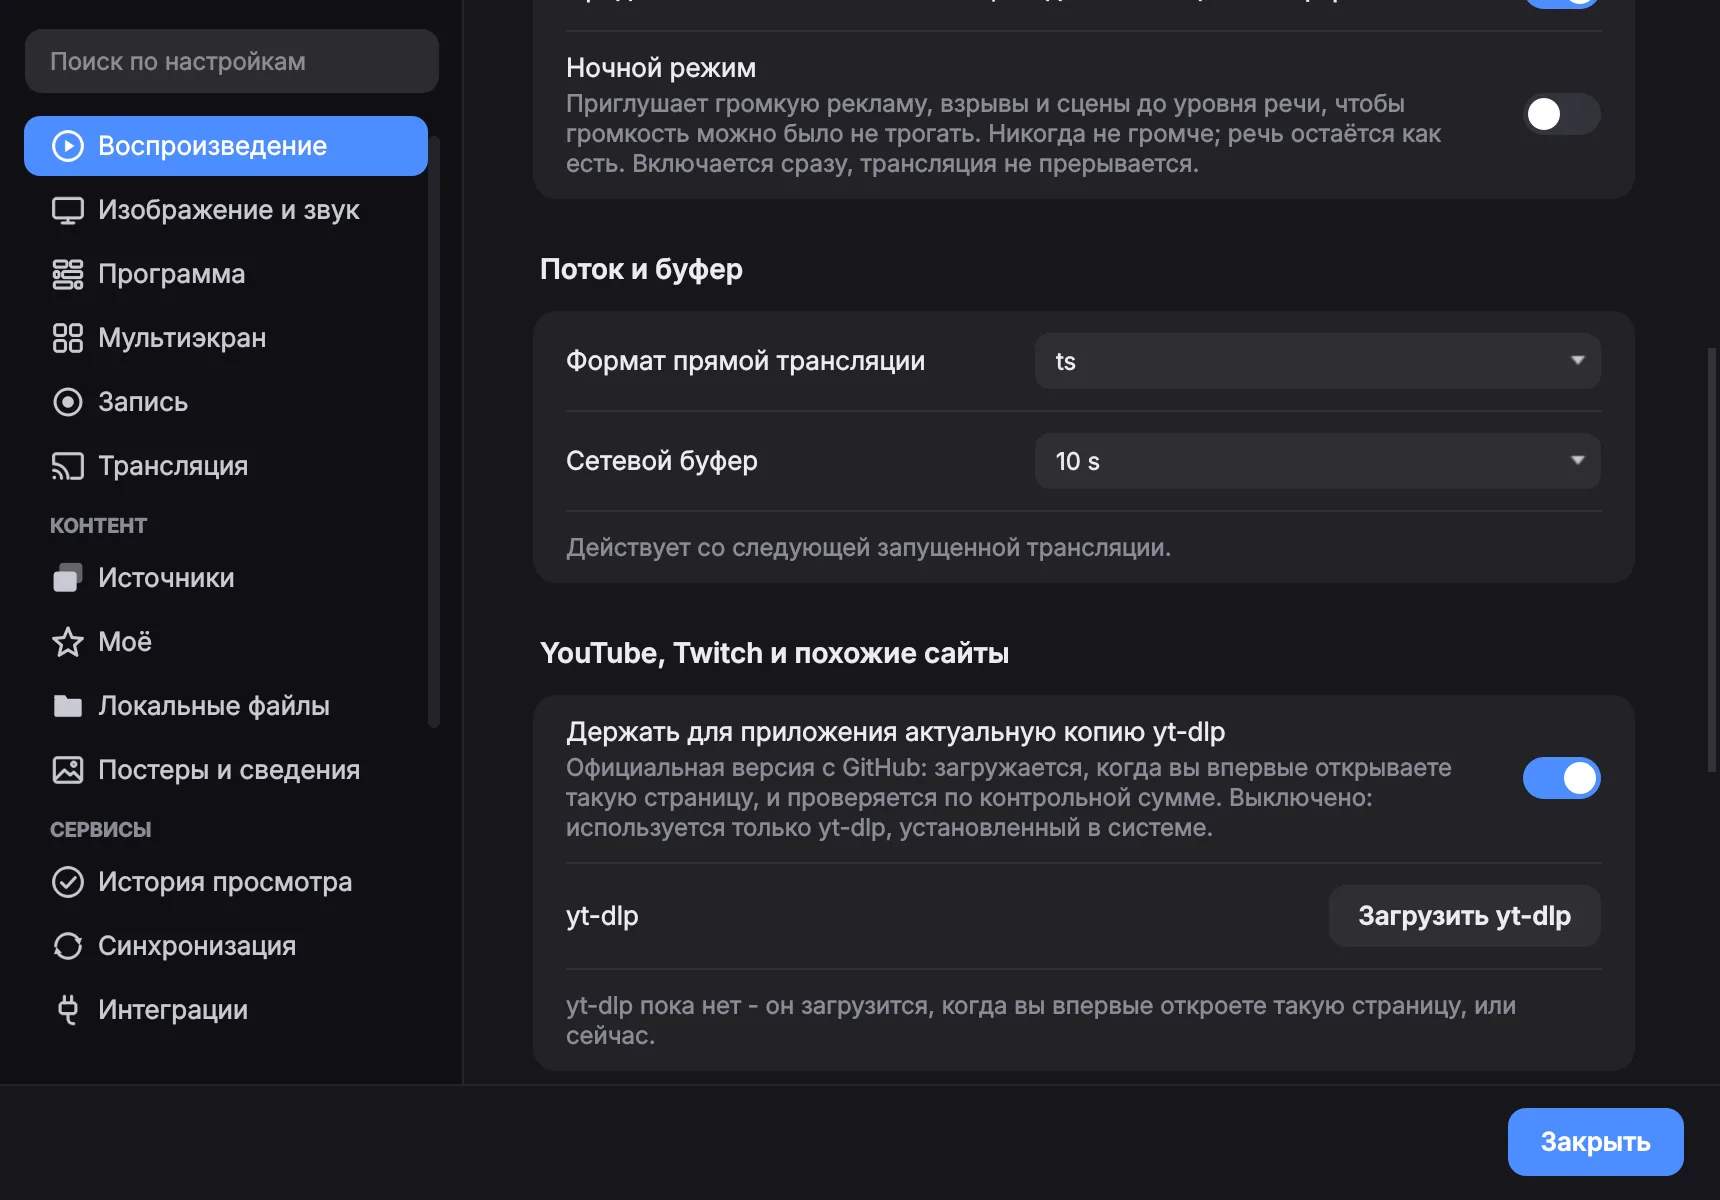 Поиск по настройкам
Воспроизведение
Изображение и звук
Программа
Мультиэкран
Запись
Трансляция
КОНТЕНТ
Источники
Моё
Локальные файлы
Постеры и сведения
СЕРВИСЫ
История просмотра
Синхронизация
Интеграции
Ночной режим
Приглушает громкую рекламу, взрывы и сцены до уровня речи, чтобы
громкость можно было не трогать. Никогда не громче; речь остаётся как
есть. Включается сразу, трансляция не прерывается.
Поток и буфер
Формат прямой трансляции
ts
Сетевой буфер
10 s
Действует со следующей запущенной трансляции.
YouTube, Twitch и похожие сайты
Держать для приложения актуальную копию yt-dlp
Официальная версия с GitHub: загружается, когда вы впервые открываете
такую страницу, и проверяется по контрольной сумме. Выключено:
используется только yt-dlp, установленный в системе.
yt-dlp
Загрузить yt-dlp
yt-dlp пока нет - он загрузится, когда вы впервые откроете такую страницу, или
сейчас.
Закрыть